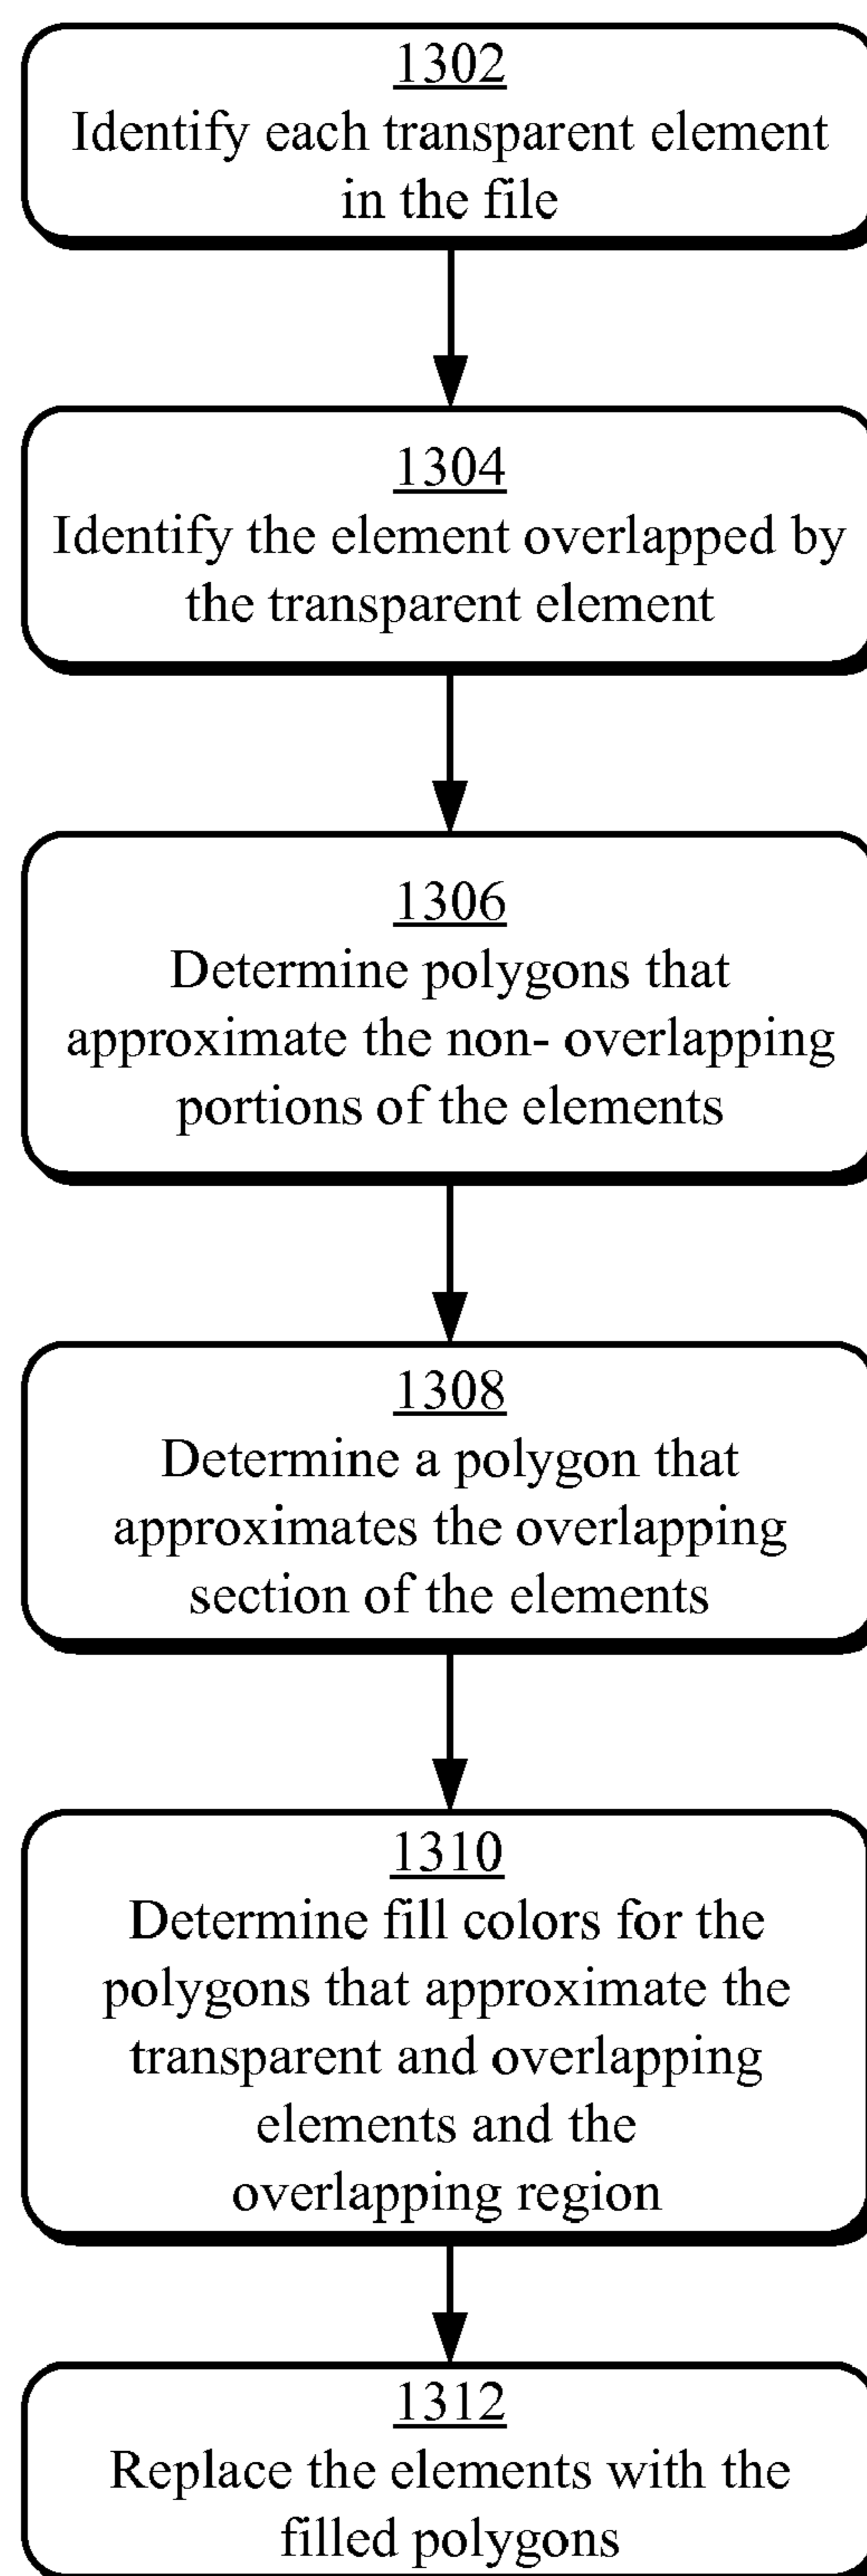 1302
Identify each transparent element
in the file
1304
Identify the element overlapped by
the transparent element
1306
Determine polygons that
approximate the non- overlapping
portions of the elements
1308
Determine a polygon that
approximates the overlapping
section of the elements
1310
Determine fill colors for the
polygons that approximate the
transparent and overlapping
elements and the
overlapping region
1312
Replace the elements with the
filled polygons